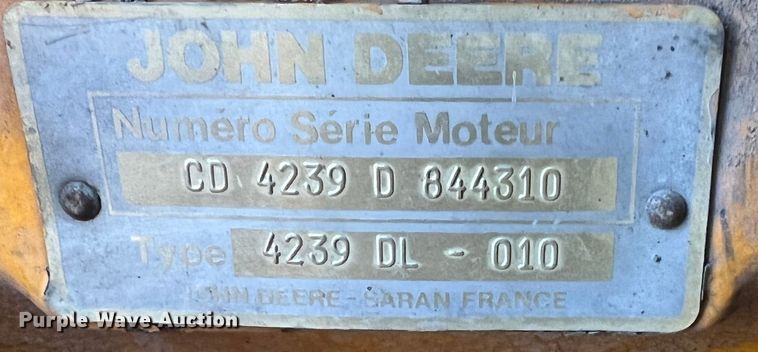 JOHN DEERE
Numéro Série Moteur
CD 4239 D 844310
Type 4239 DL - 010
JOHN DEERE - SARAN FRANCE
Purple Wave Auction